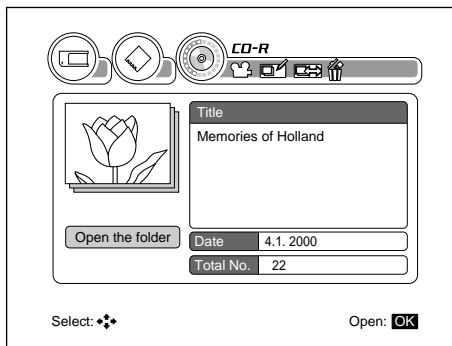 CD-R
Title
Memories of Holland
Open the folder
Date 4.1. 2000
Total No. 22
Select: Open: OK